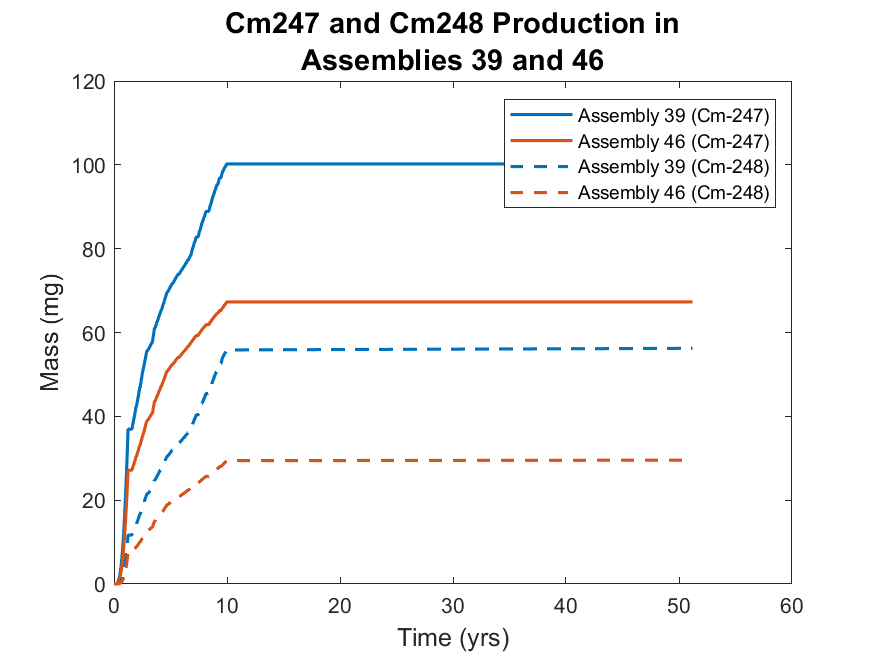 Cm247 and Cm248 Production in
Assemblies 39 and 46
120
100
80
60
40
20
0
Mass (mg)
Assembly 39 (Cm-247)
Assembly 46 (Cm-247)
Assembly 39 (Cm-248)
Assembly 46 (Cm-248)
0 10 20 30 40 50 60
Time (yrs)